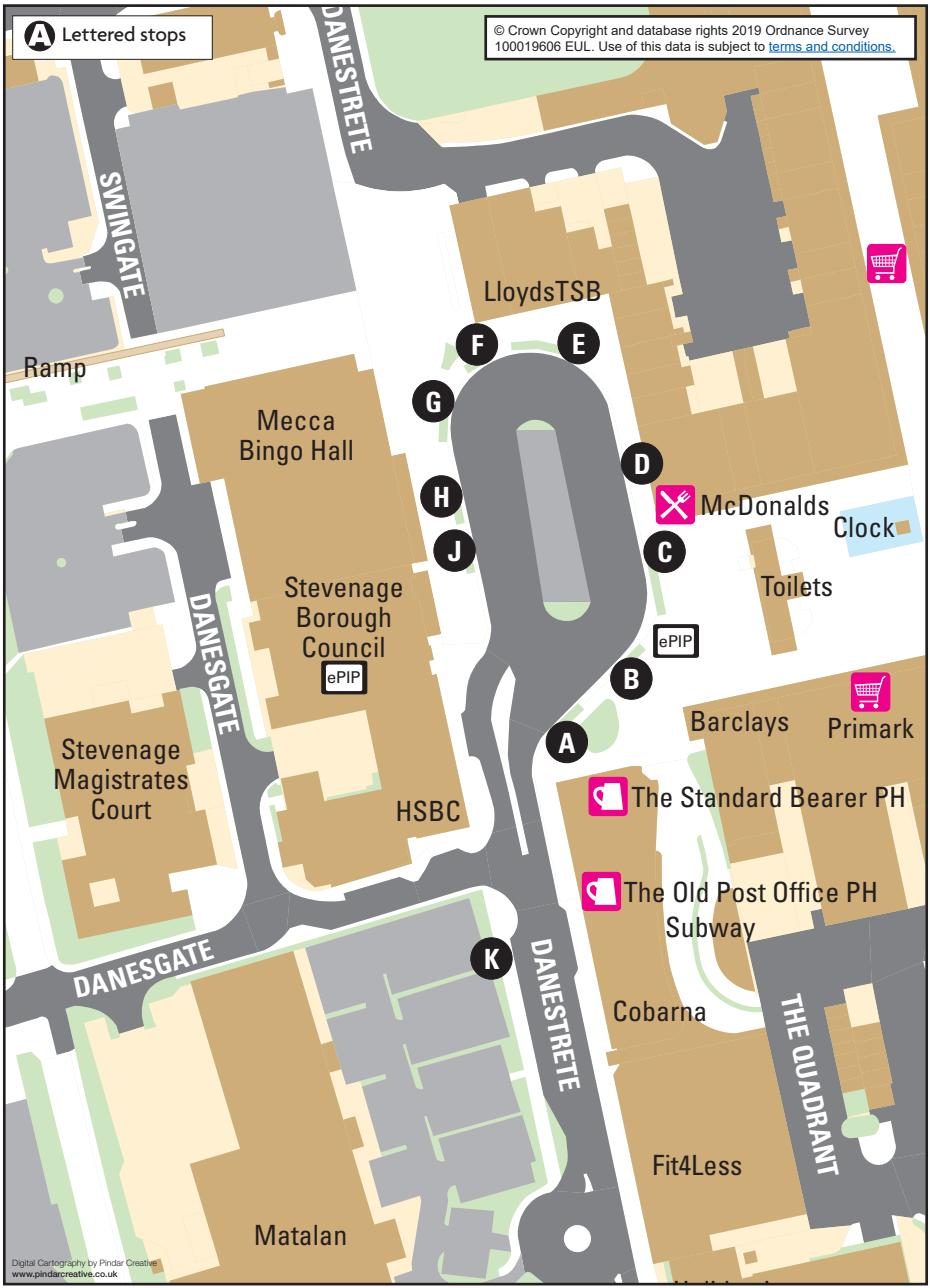 A Lettered stops
© Crown Copyright and database rights 2019 Ordnance Survey
100019606 EUL. Use of this data is subject to terms and conditions.
DANESTRETE
SWINGATE
LloydsTSB
F
E
Ramp
G
Mecca
Bingo Hall
D
H
McDonalds
Clock
J
C
Stevenage
Borough
Council
ePIP
Toilets
DANESGATE
ePIP
B
A
Barclays
Primark
Stevenage
Magistrates
Court
HSBC
The Standard Bearer PH
The Old Post Office PH
Subway
DANESGATE
K
DANESTRETE
Cobarna
THE QUADRANT
Fit4Less
Matalan
Digital Cartography by Pindar Creative
www.pindarcreative.co.uk